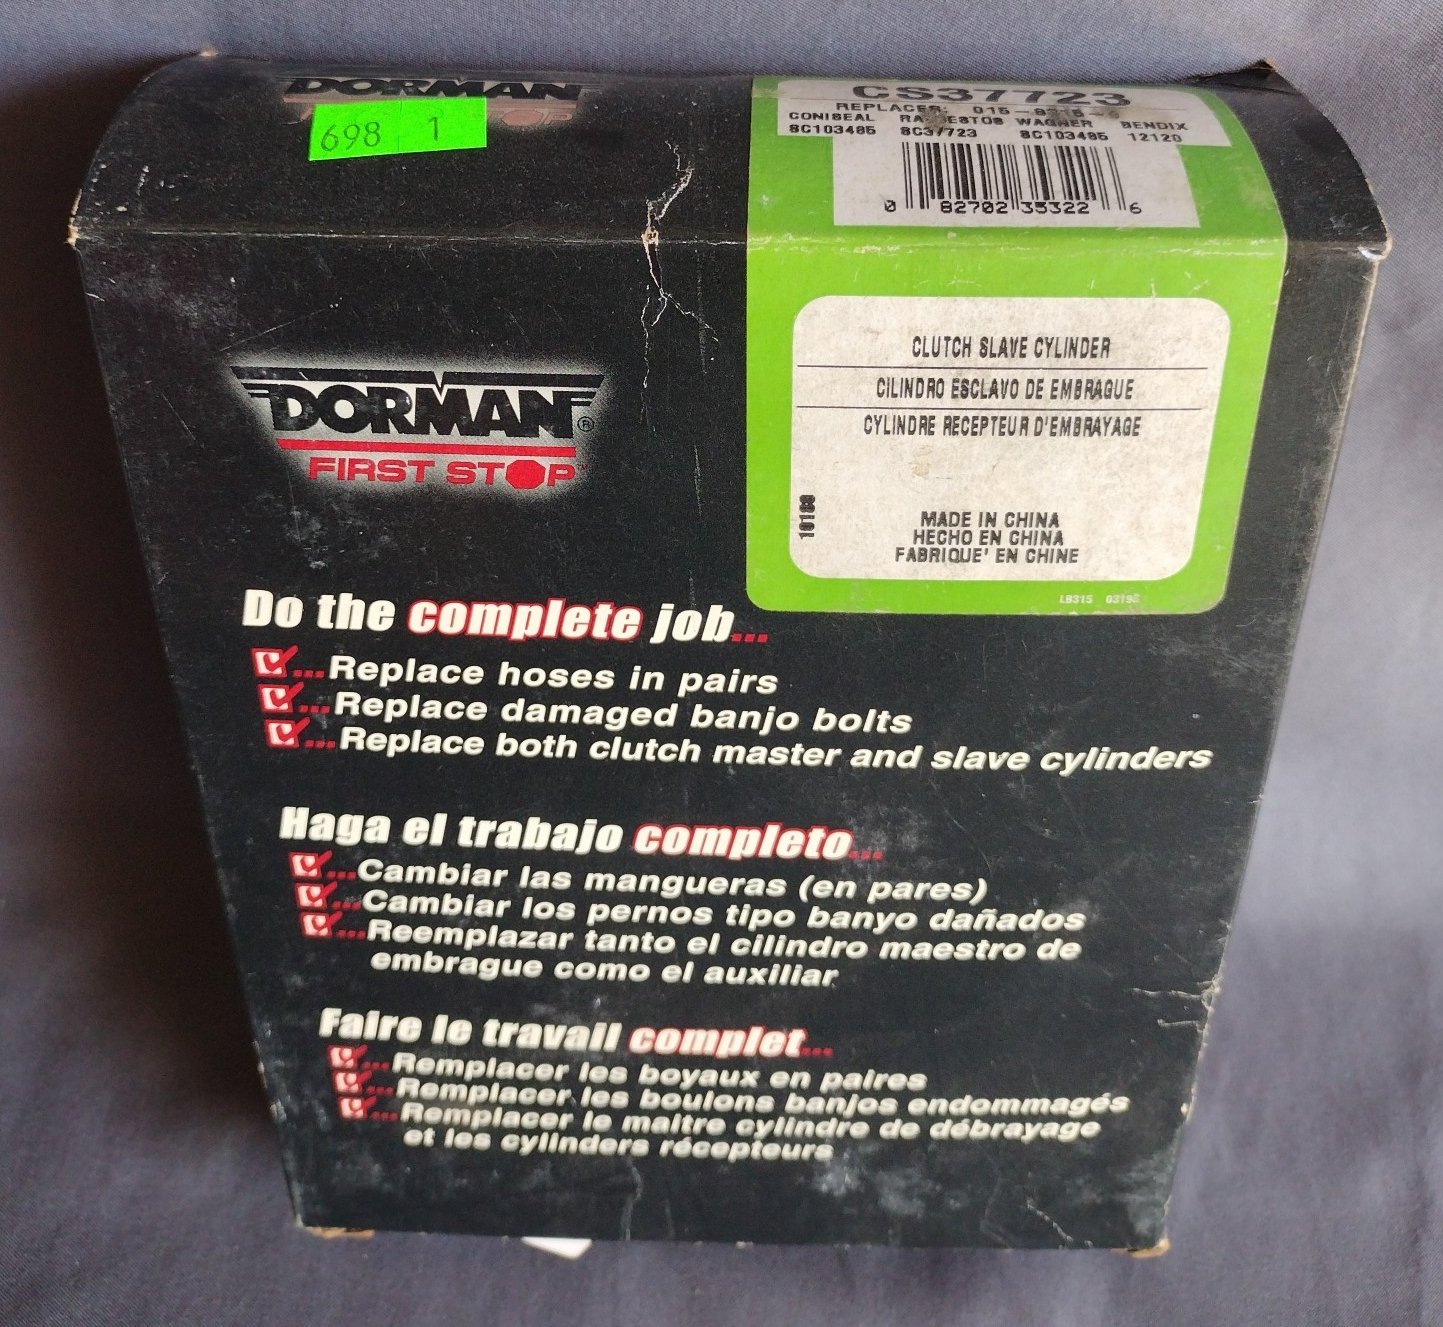 DORMAN
698 1
CS37723
CONISEAL WAGNER BENDIX
SC103485 SC37723 SC103495 12120
0 82702 35322 6
CLUTCH SLAVE CYLINDER
CILINDRO ESCLAVO DE EMBRAGUE
CYLINDRE RECEPTEUR D'EMBRAYAGE
MADE IN CHINA
HECHO EN CHINA
FABRIQUE' EN CHINE
LB315
DORMAN®
FIRST STOP
Do the complete job...
...Replace hoses in pairs
...Replace damaged banjo bolts
...Replace both clutch master and slave cylinders
Haga el trabajo completo...
...Cambiar las mangueras (en pares)
...Cambiar los pernos tipo banyo dañados
...Reemplazar tanto el cilindro maestro de
embrague como el auxiliar
Faire le travail complet...
...Remplacer les boyaux en paires
...Remplacer les boulons banjos endommagés
...Remplacer le maître cylindre de débrayage
et les cylinders récepteurs